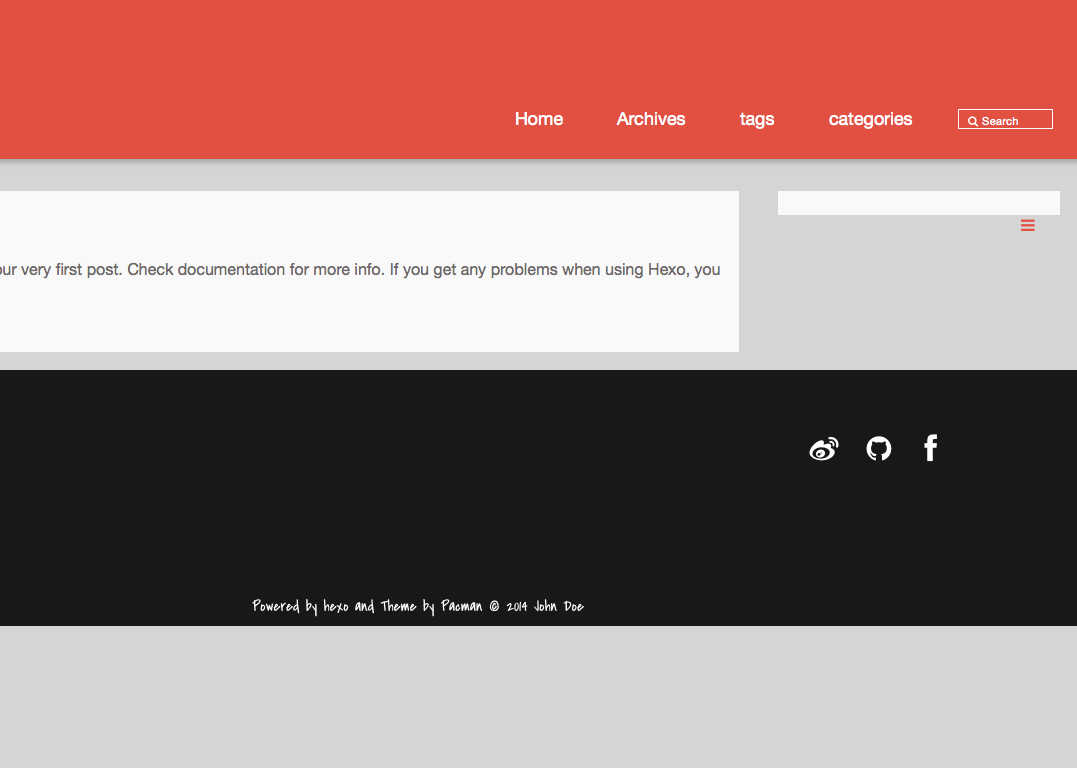 Home Archives tags categories Search
our very first post. Check documentation for more info. If you get any problems when using Hexo, you
Powered by hexo and Theme by Pacman © 2014 John Doe